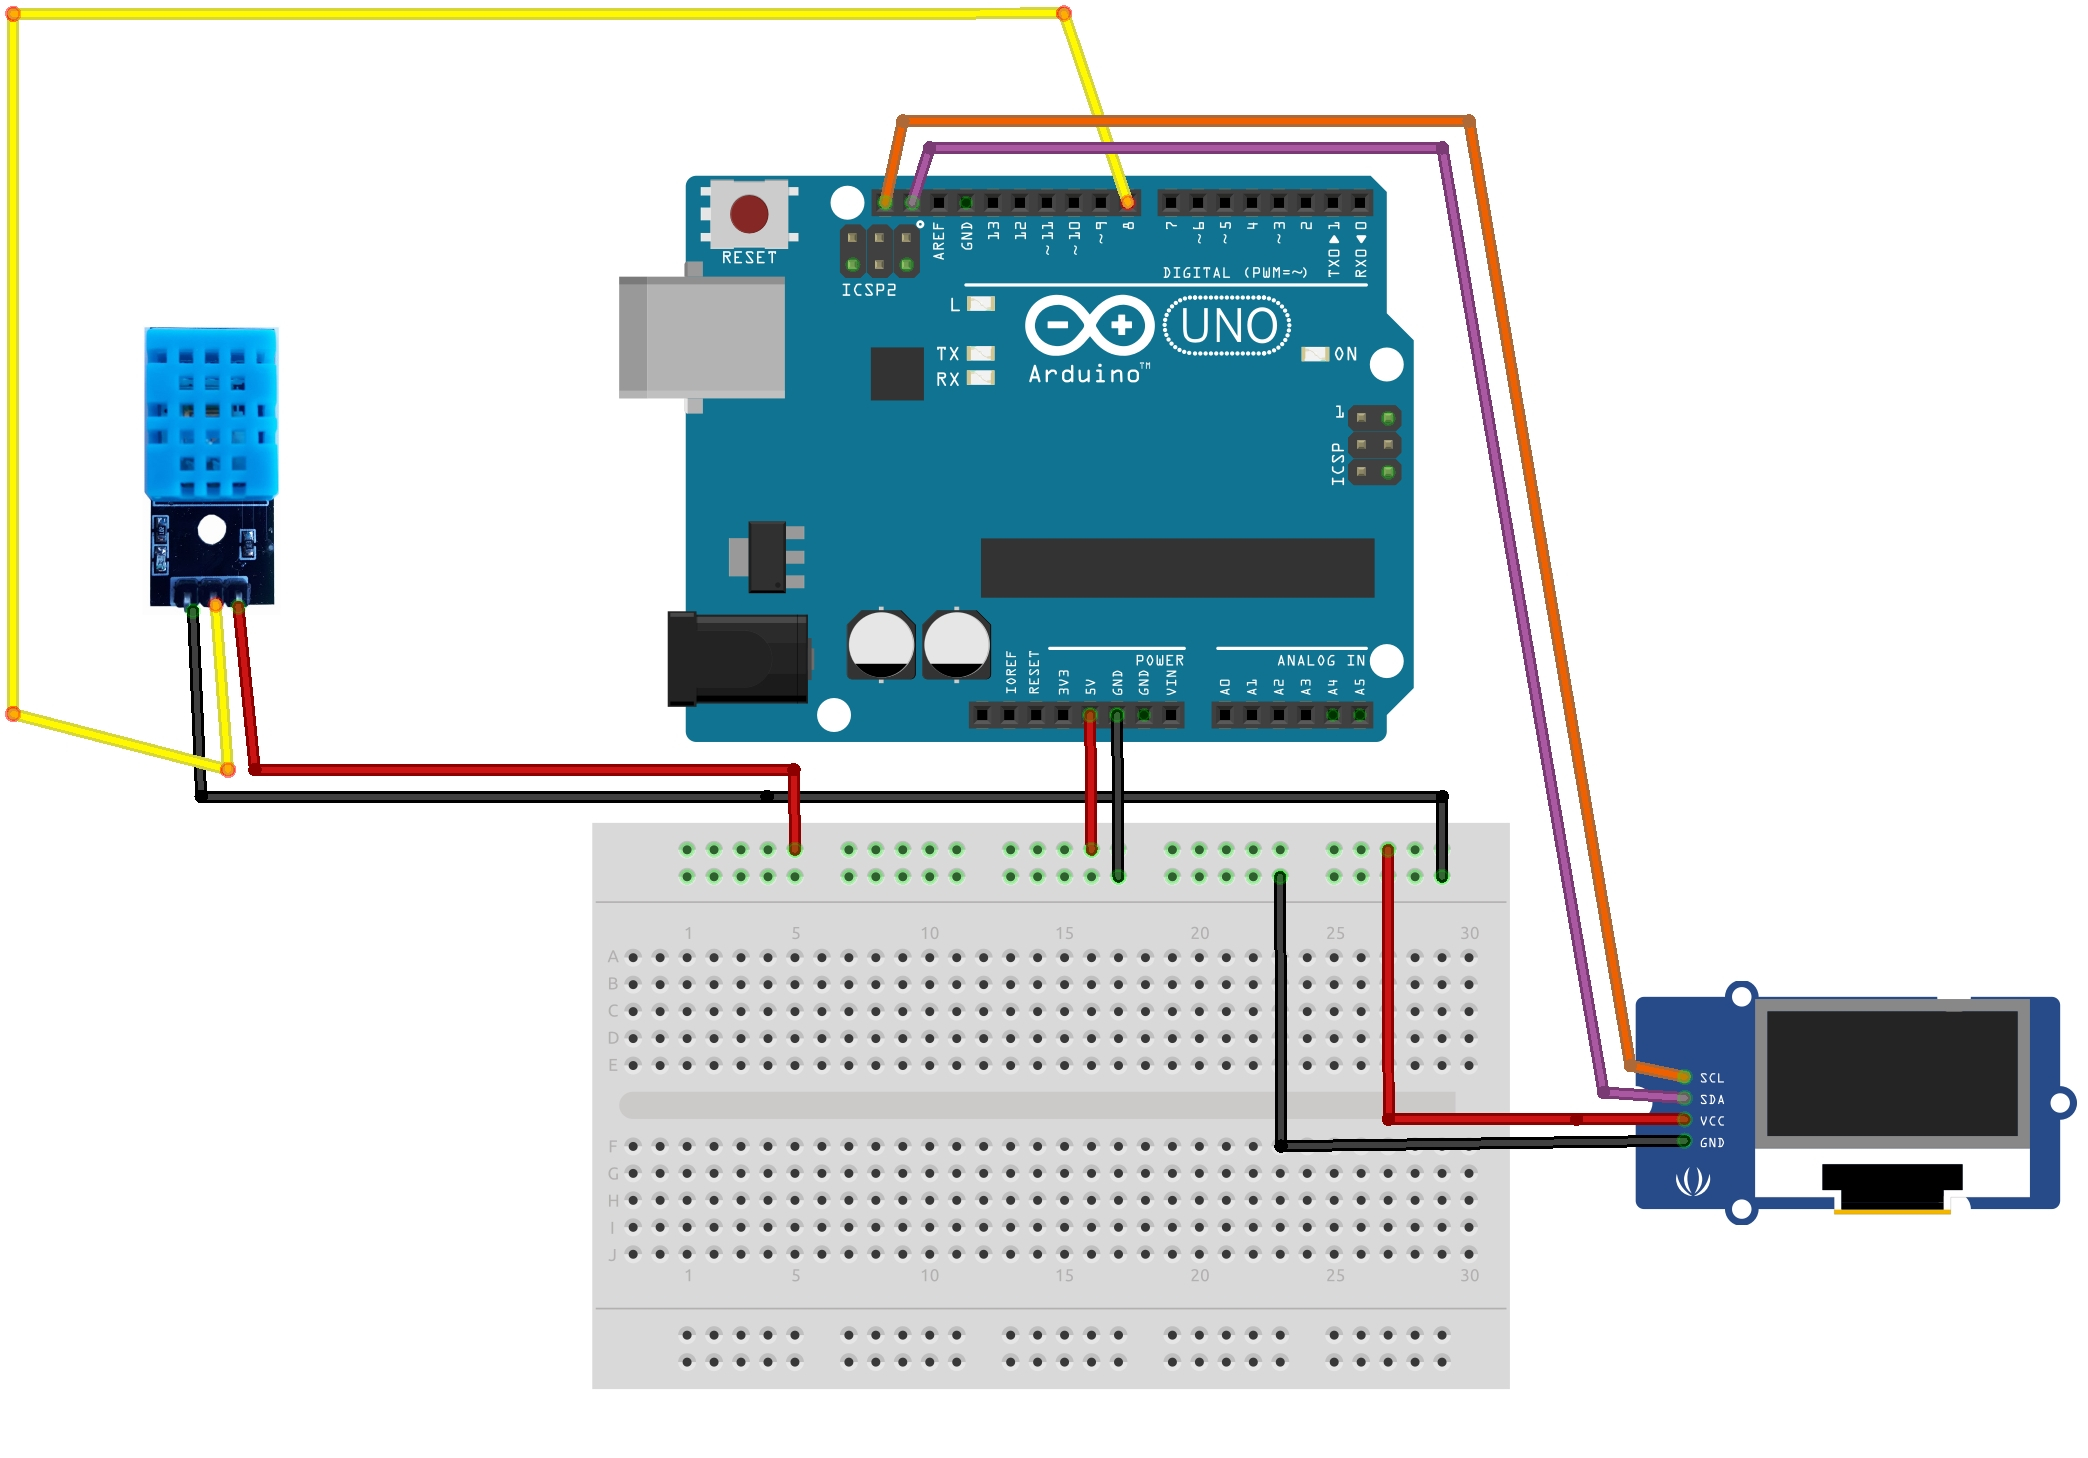 RESET
ICSP2
AREF
GND
13
12
~11
~10
~9
8
7
~6
~5
4
~3
2
TX0▶1
RX0◀0
DIGITAL (PWM=~)
L
TX
RX
UNO
Arduino™
ON
1
ICSP
IOREF
RESET
3V3
5V
GND
GND
VIN
POWER
ANALOG IN
A0
A1
A2
A3
A4
A5
1 5 10 15 20 25 30
A
B
C
D
E
F
G
H
I
J
1 5 10 15 20 25 30
SCL
SDA
VCC
GND